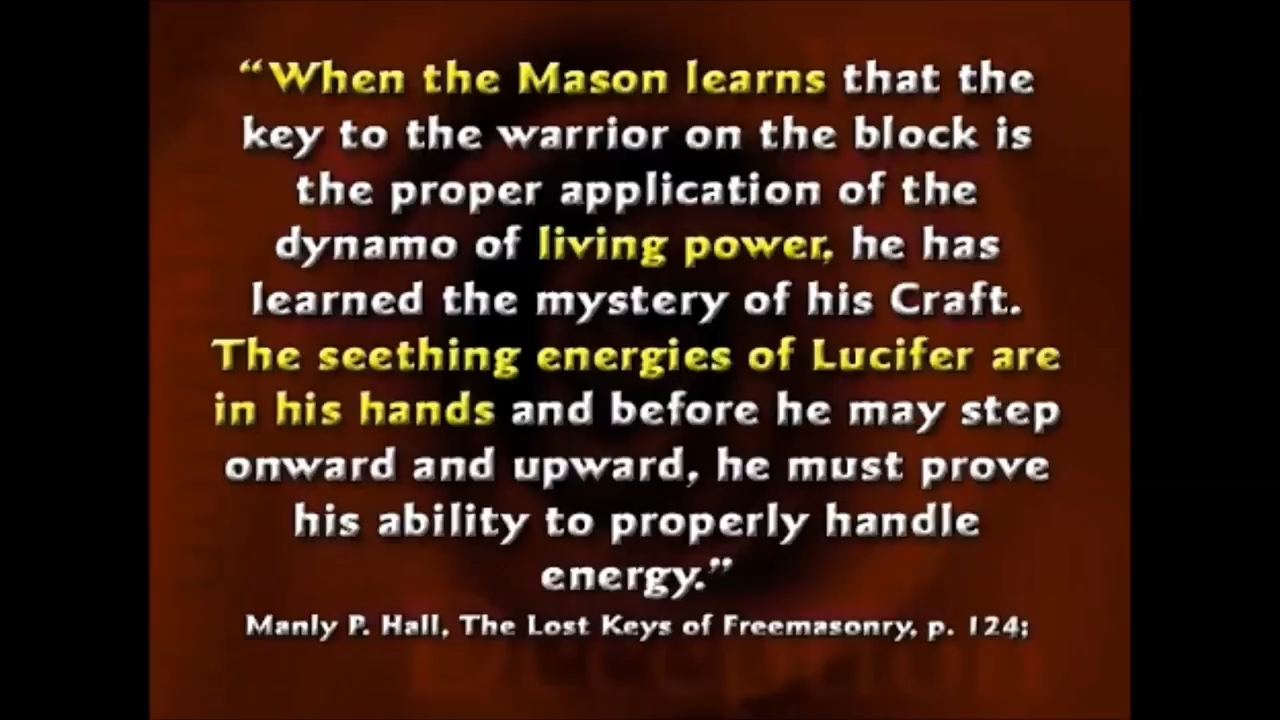 “When the Mason learns that the
key to the warrior on the block is
the proper application of the
dynamo of living power, he has
learned the mystery of his Craft.
The seething energies of Lucifer are
in his hands and before he may step
onward and upward, he must prove
his ability to properly handle
energy.”
Manly P. Hall, The Lost Keys of Freemasonry, p. 124;
Deception